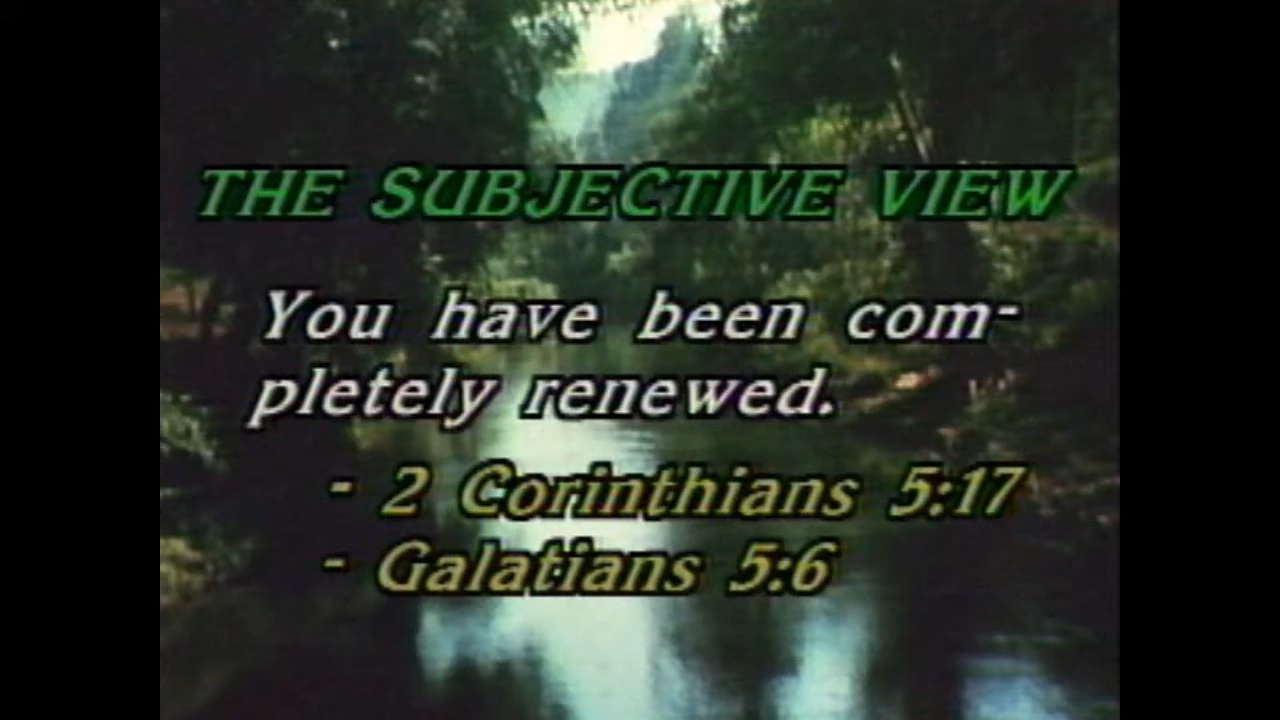 THE SUBJECTIVE VIEW
You have been com-
pletely renewed.
- 2 Corinthians 5:17
- Galatians 5:6